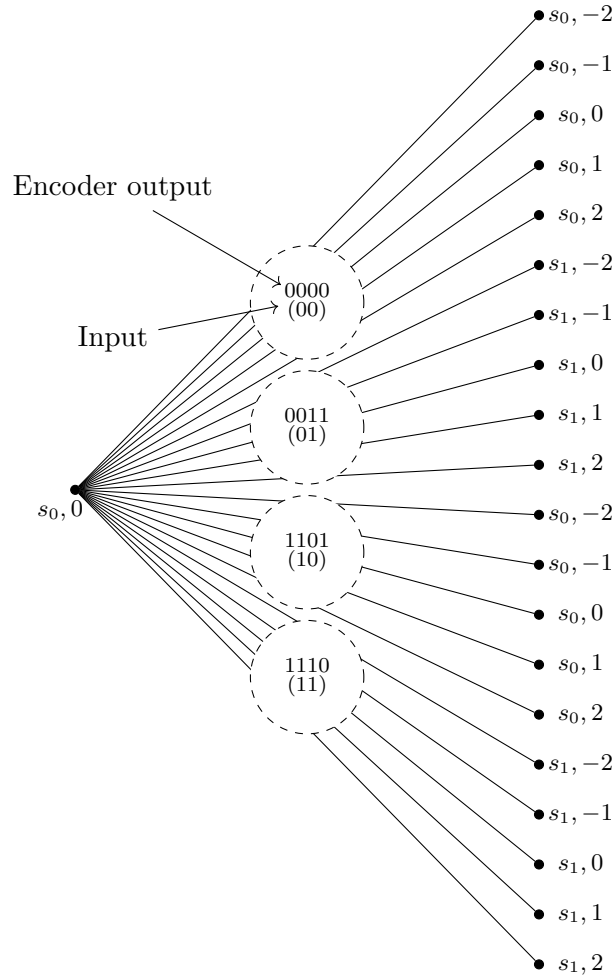 s₀, −2
s₀, −1
s₀, 0
s₀, 1
s₀, 2
s₁, −2
s₁, −1
s₁, 0
s₁, 1
s₁, 2
s₀, −2
s₀, −1
s₀, 0
s₀, 1
s₀, 2
s₁, −2
s₁, −1
s₁, 0
s₁, 1
s₁, 2
Encoder output
Input
0000
(00)
0011
(01)
1101
(10)
1110
(11)
s₀, 0